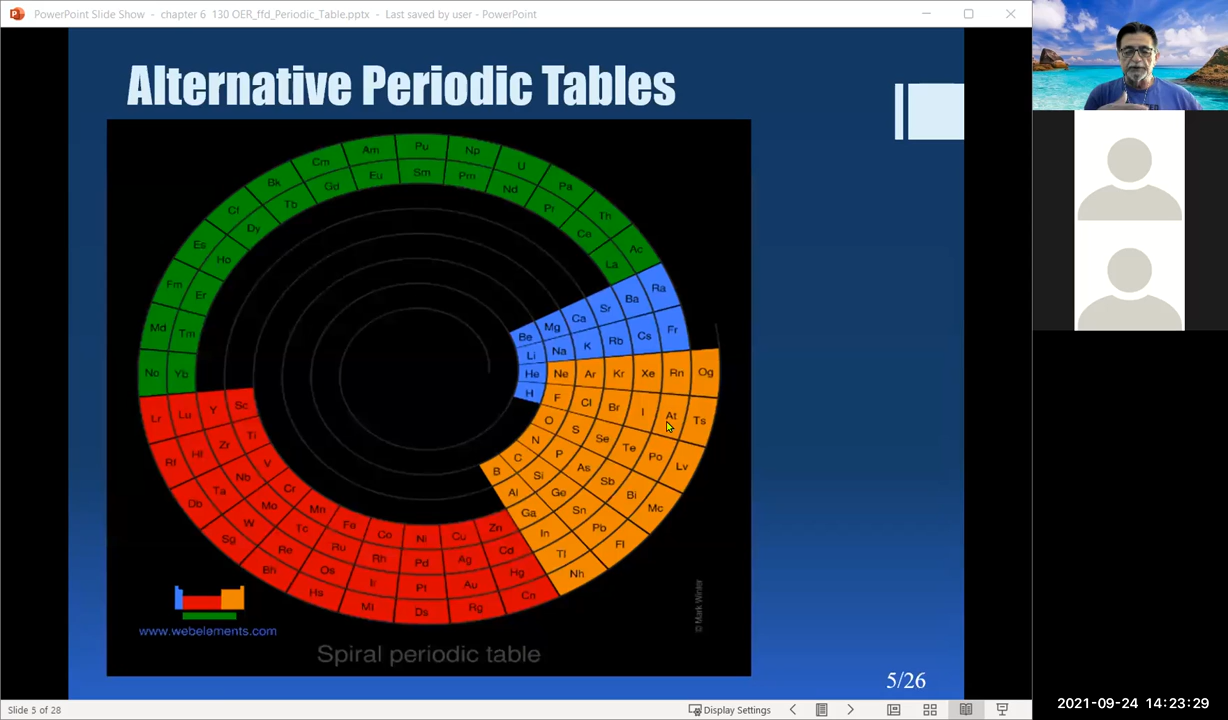 PowerPoint Slide Show - chapter 6 130 OER_ffd_Periodic_Table.pptx - Last saved by user - PowerPoint
Alternative Periodic Tables
Cm Am Pu Np U
Bk Gd Eu Sm Pm Nd Pa
Cf Tb Pr Th
Es Dy Ce Ac
Fm Ho La
Er Ra
Md Tm Be Mg Ca Sr Ba
No Yb Li Na K Rb Cs Fr
He Ne Ar Kr Xe Rn Og
H F Cl Br I At Ts
Lr Lu Y Sc O S Se Te Po Lv
Rf Hf Zr Ti N P As Sb Bi Mc
Db Ta Nb V C Si Ge Sn Pb Fl
Sg W Mo Cr B Al Ga In Tl Nh
Bh Re Tc Mn Fe Co Ni Cu Zn
Hs Os Ru Rh Pd Ag Cd
Mt Ir Pt Au Hg
Ds Rg Cn
www.webelements.com
© Mark Winter
Spiral periodic table
5/26
Slide 5 of 28
Display Settings
2021-09-24 14:23:29